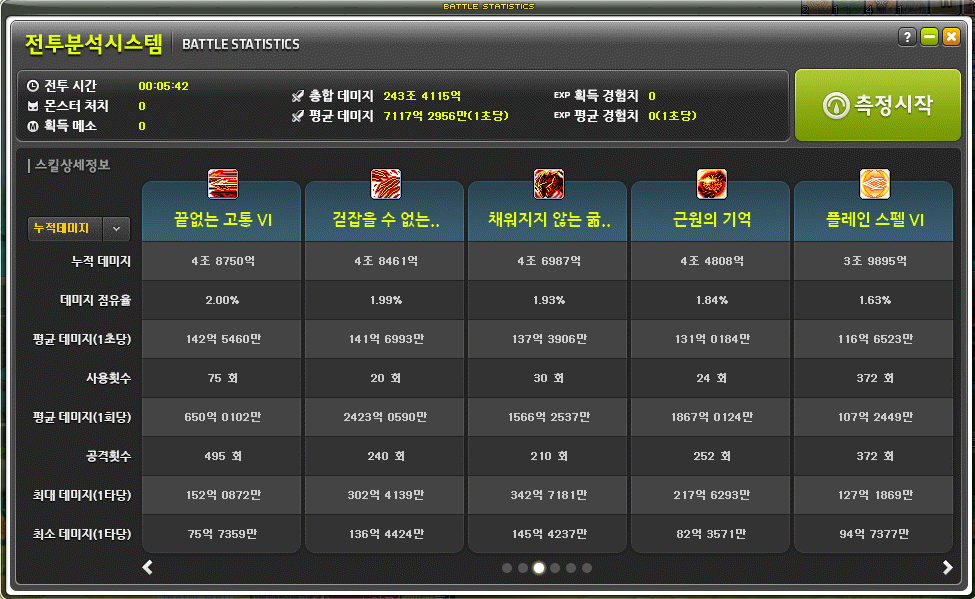 BATTLE STATISTICS
전투분석시스템 BATTLE STATISTICS ?
전투 시간 00:05:42
몬스터 처치 0
획득 메소 0
총합 데미지 243조 4115억
평균 데미지 7117억 2956만(1초당)
EXP 획득 경험치 0
EXP 평균 경험치 0(1초당)
측정시작
스킬상세정보
끝없는 고통 VI 걷잡을 수 없는.. 채워지지 않는 굶.. 근원의 기억 플레인 스펠 VI
누적데미지
누적 데미지 4조 8750억 4조 8461억 4조 6987억 4조 4808억 3조 9895억
데미지 점유율 2.00% 1.99% 1.93% 1.84% 1.63%
평균 데미지(1초당) 142억 5460만 141억 6993만 137억 3906만 131억 0184만 116억 6523만
사용횟수 75 회 20 회 30 회 24 회 372 회
평균 데미지(1회당) 650억 0102만 2423억 0590만 1566억 2537만 1867억 0124만 107억 2449만
공격횟수 495 회 240 회 210 회 252 회 372 회
최대 데미지(1타당) 152억 0872만 302억 4139만 342억 7181만 217억 6293만 127억 1869만
최소 데미지(1타당) 75억 7359만 136억 4424만 145억 4237만 82억 3571만 94억 7377만